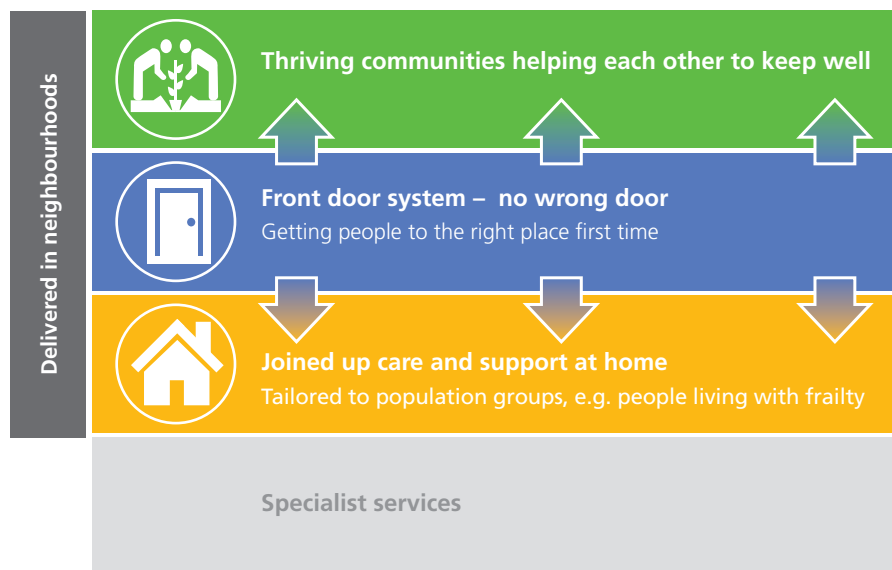 Delivered in neighbourhoods
Thriving communities helping each other to keep well
Front door system – no wrong door
Getting people to the right place first time
Joined up care and support at home
Tailored to population groups, e.g. people living with frailty
Specialist services